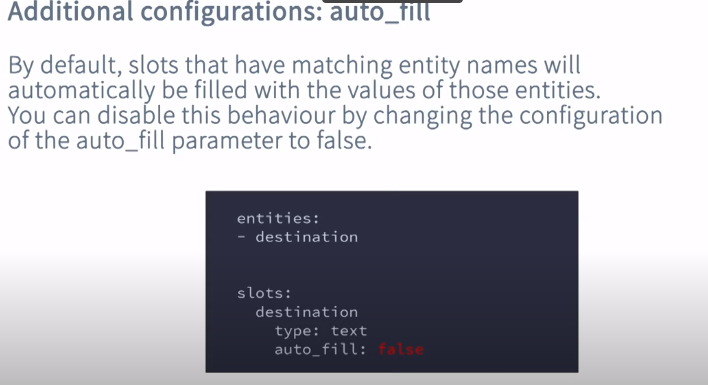 Additional configurations: auto_fill
By default, slots that have matching entity names will
automatically be filled with the values of those entities.
You can disable this behaviour by changing the configuration
of the auto_fill parameter to false.
entities:
- destination
slots:
destination
type: text
auto_fill: false